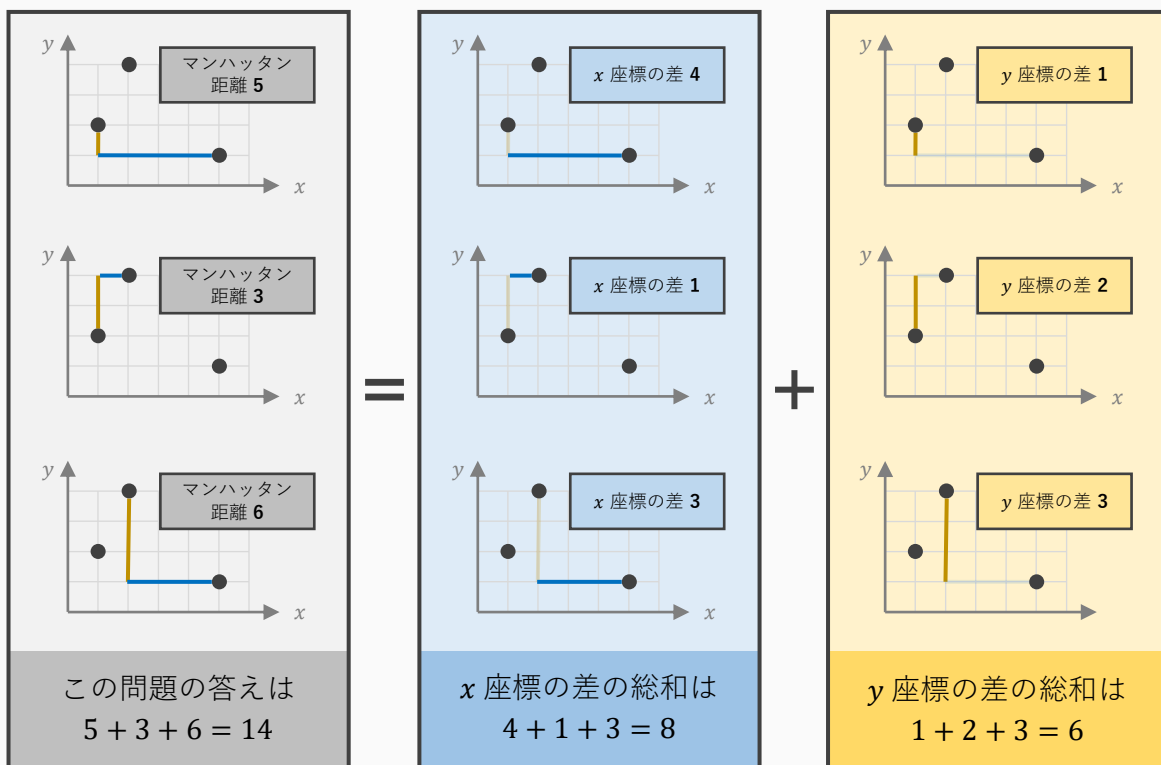 y
マンハッタン
距離 5
x
y
マンハッタン
距離 3
x
y
マンハッタン
距離 6
x
この問題の答えは
5 + 3 + 6 = 14
=
y
x 座標の差 4
x
y
x 座標の差 1
x
y
x 座標の差 3
x
x 座標の差の総和は
4 + 1 + 3 = 8
+
y
y 座標の差 1
x
y
y 座標の差 2
x
y
y 座標の差 3
x
y 座標の差の総和は
1 + 2 + 3 = 6